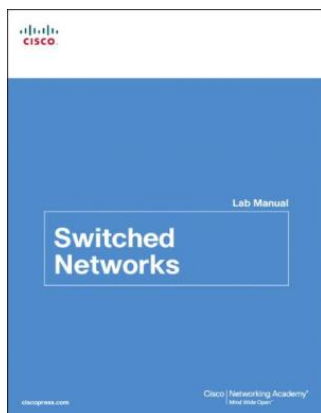 CISCO.
Lab Manual
Switched
Networks
Cisco | Networking Academy®
Mind Wide Open™
ciscopress.com